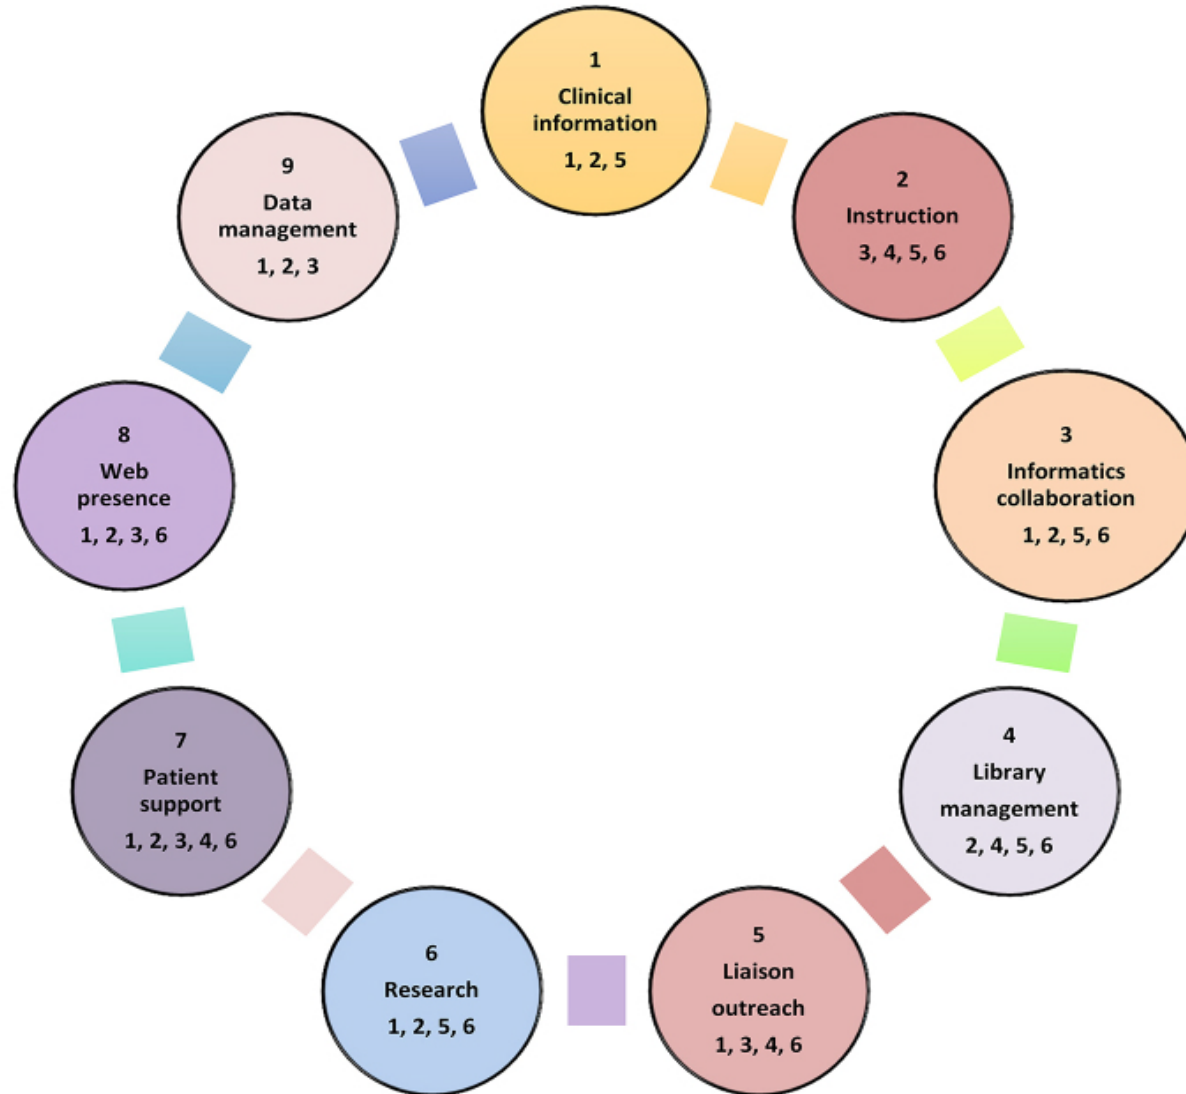 1
Clinical
information
1, 2, 5
2
Instruction
3, 4, 5, 6
3
Informatics
collaboration
1, 2, 5, 6
4
Library
management
2, 4, 5, 6
5
Liaison
outreach
1, 3, 4, 6
6
Research
1, 2, 5, 6
7
Patient
support
1, 2, 3, 4, 6
8
Web
presence
1, 2, 3, 6
9
Data
management
1, 2, 3